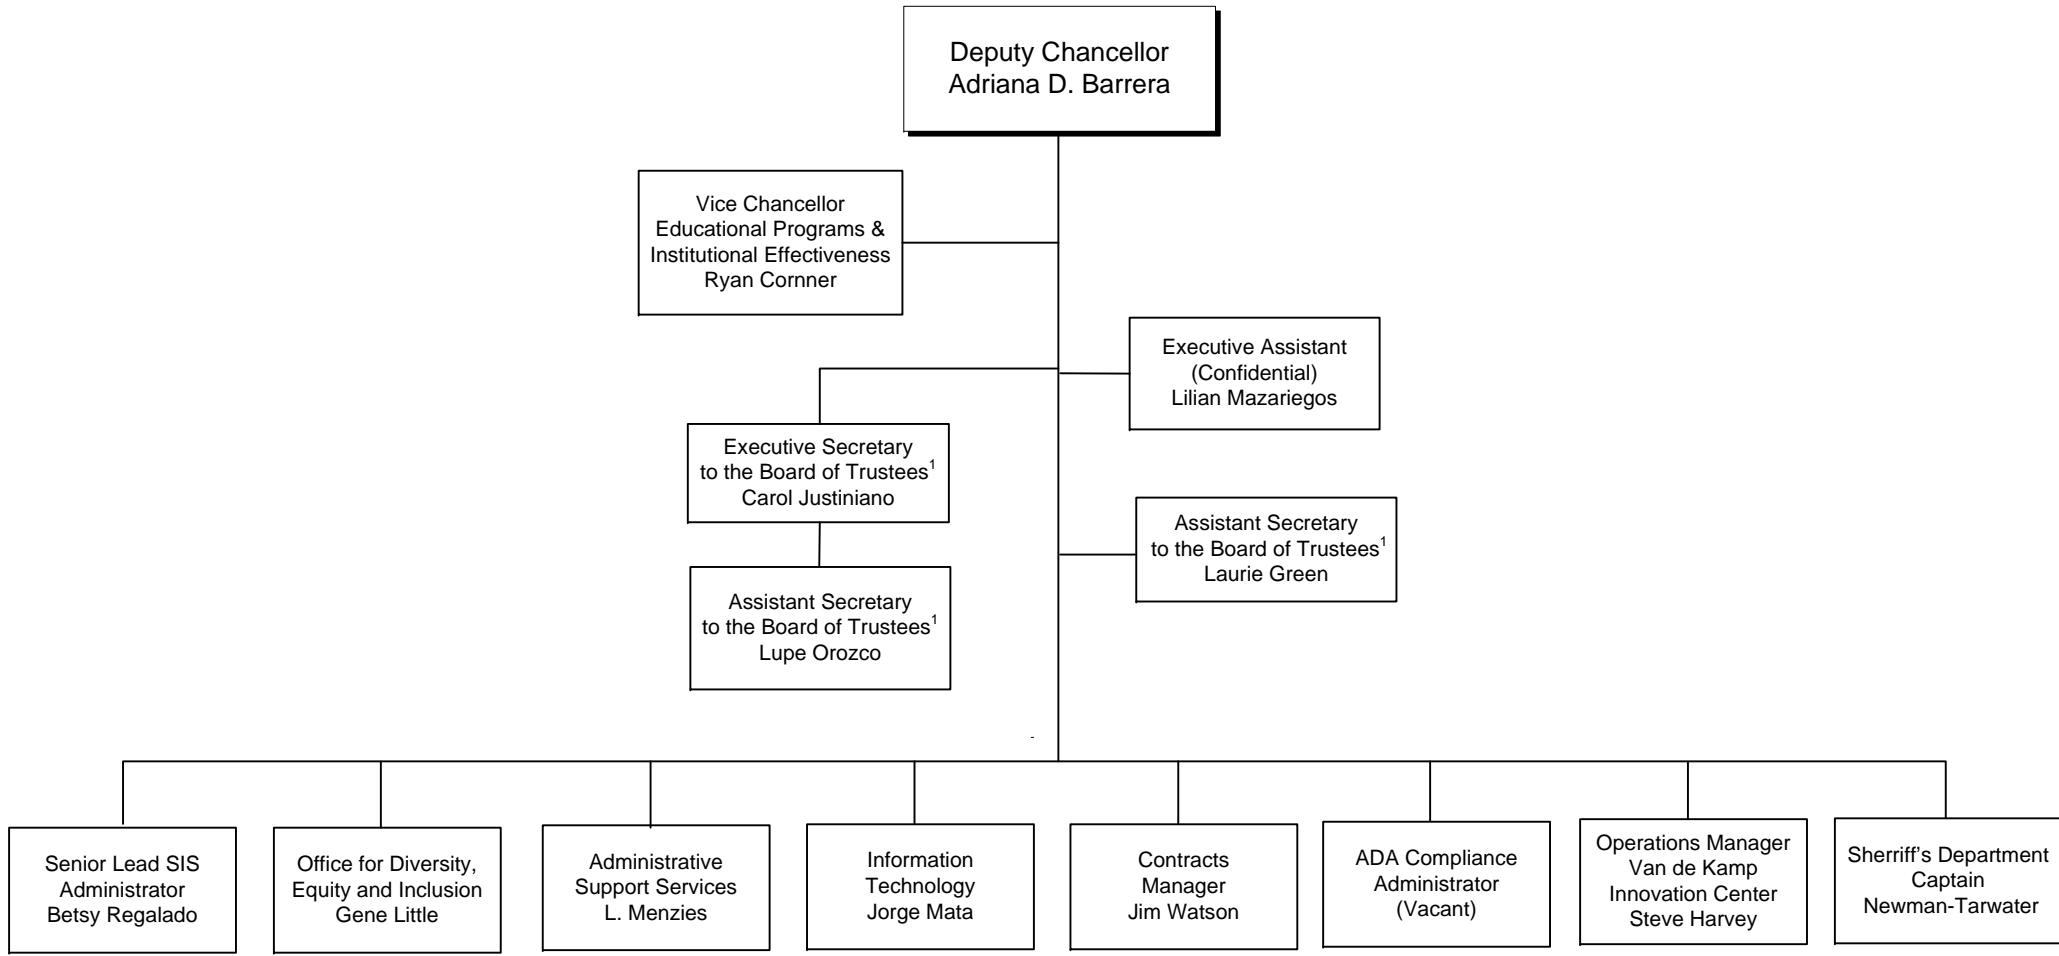 Deputy Chancellor
Adriana D. Barrera
Vice Chancellor
Educational Programs &
Institutional Effectiveness
Ryan Cornner
Executive Assistant
(Confidential)
Lilian Mazariegos
Executive Secretary
to the Board of Trustees¹
Carol Justiniano
Assistant Secretary
to the Board of Trustees¹
Laurie Green
Assistant Secretary
to the Board of Trustees¹
Lupe Orozco
Senior Lead SIS
Administrator
Betsy Regalado
Office for Diversity,
Equity and Inclusion
Gene Little
Administrative
Support Services
L. Menzies
Information
Technology
Jorge Mata
Contracts
Manager
Jim Watson
ADA Compliance
Administrator
(Vacant)
Operations Manager
Van de Kamp
Innovation Center
Steve Harvey
Sherriff’s Department
Captain
Newman-Tarwater